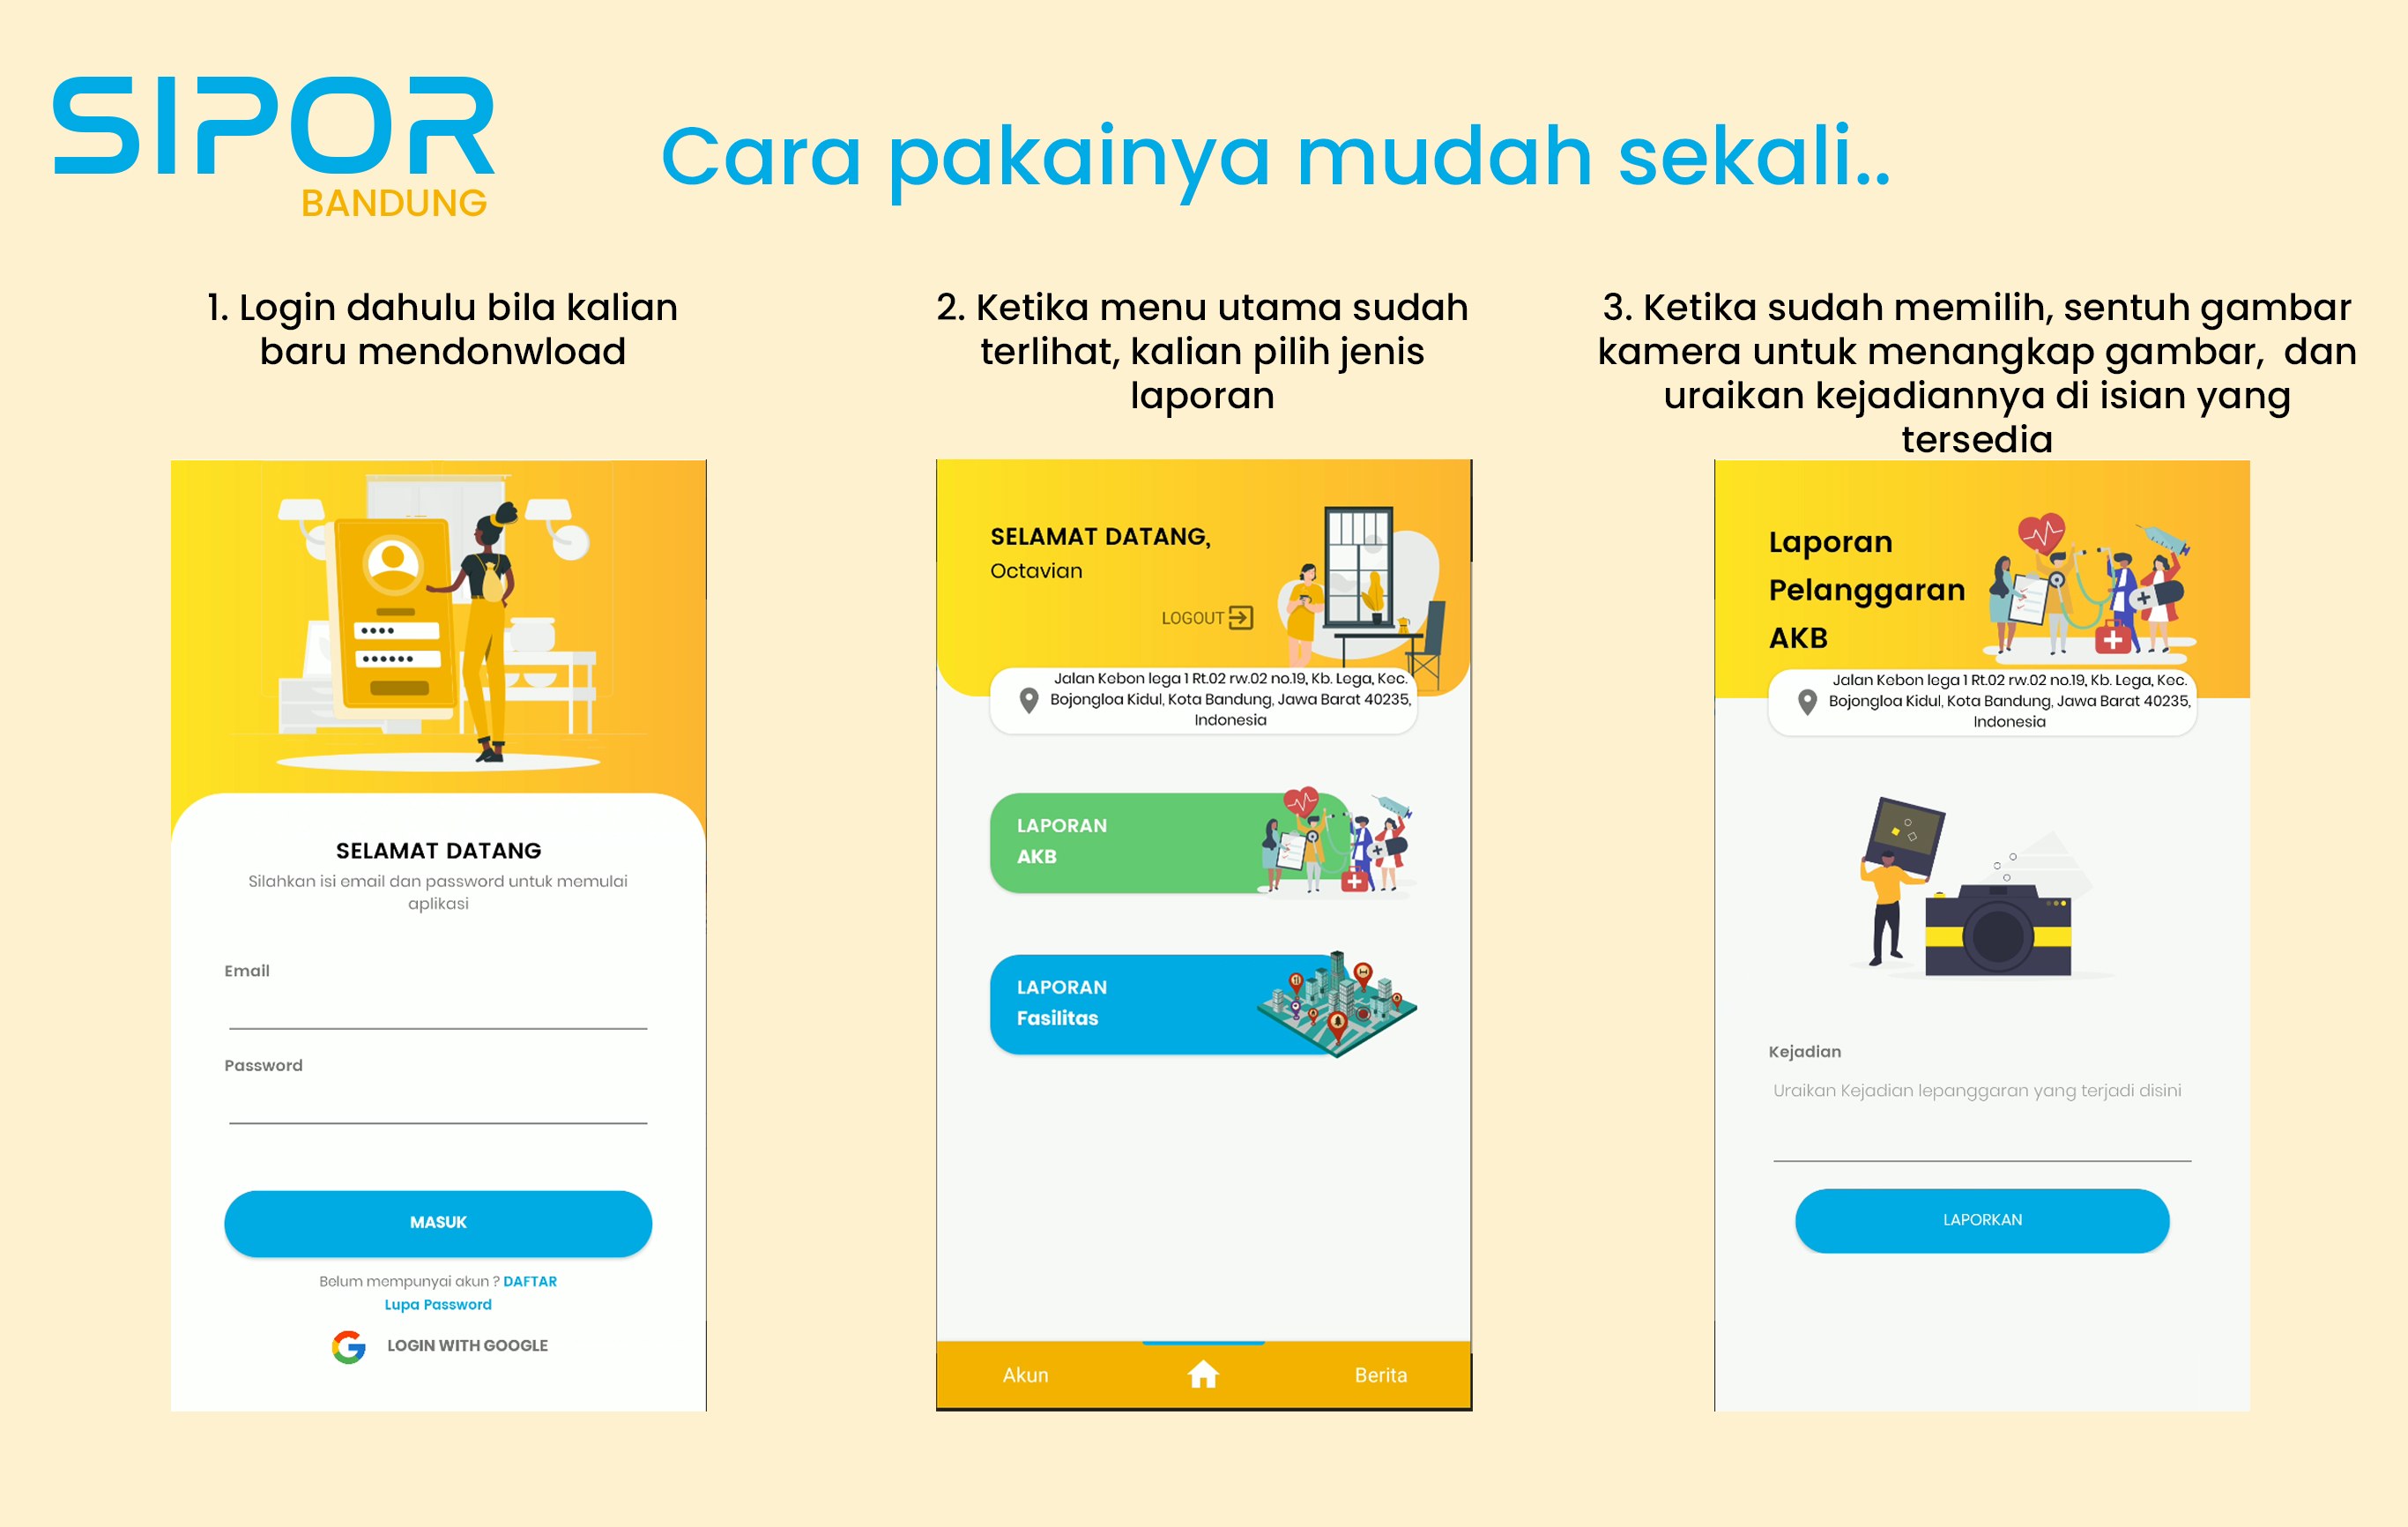 SIPOR
BANDUNG
Cara pakainya mudah sekali..
1. Login dahulu bila kalian
baru mendonwload
SELAMAT DATANG
Silahkan isi email dan password untuk memulai
aplikasi
Email
Password
MASUK
Belum mempunyai akun ? DAFTAR
Lupa Password
LOGIN WITH GOOGLE
2. Ketika menu utama sudah
terlihat, kalian pilih jenis
laporan
SELAMAT DATANG,
Octavian
LOGOUT
Jalan Kebon lega 1 Rt.02 rw.02 no.19, Kb. Lega, Kec.
Bojongloa Kidul, Kota Bandung, Jawa Barat 40235,
Indonesia
LAPORAN
AKB
LAPORAN
Fasilitas
Akun
Berita
3. Ketika sudah memilih, sentuh gambar
kamera untuk menangkap gambar,  dan
uraikan kejadiannya di isian yang
tersedia
Laporan
Pelanggaran
AKB
Jalan Kebon lega 1 Rt.02 rw.02 no.19, Kb. Lega, Kec.
Bojongloa Kidul, Kota Bandung, Jawa Barat 40235,
Indonesia
Kejadian
Uraikan Kejadian lepanggaran yang terjadi disini
LAPORKAN